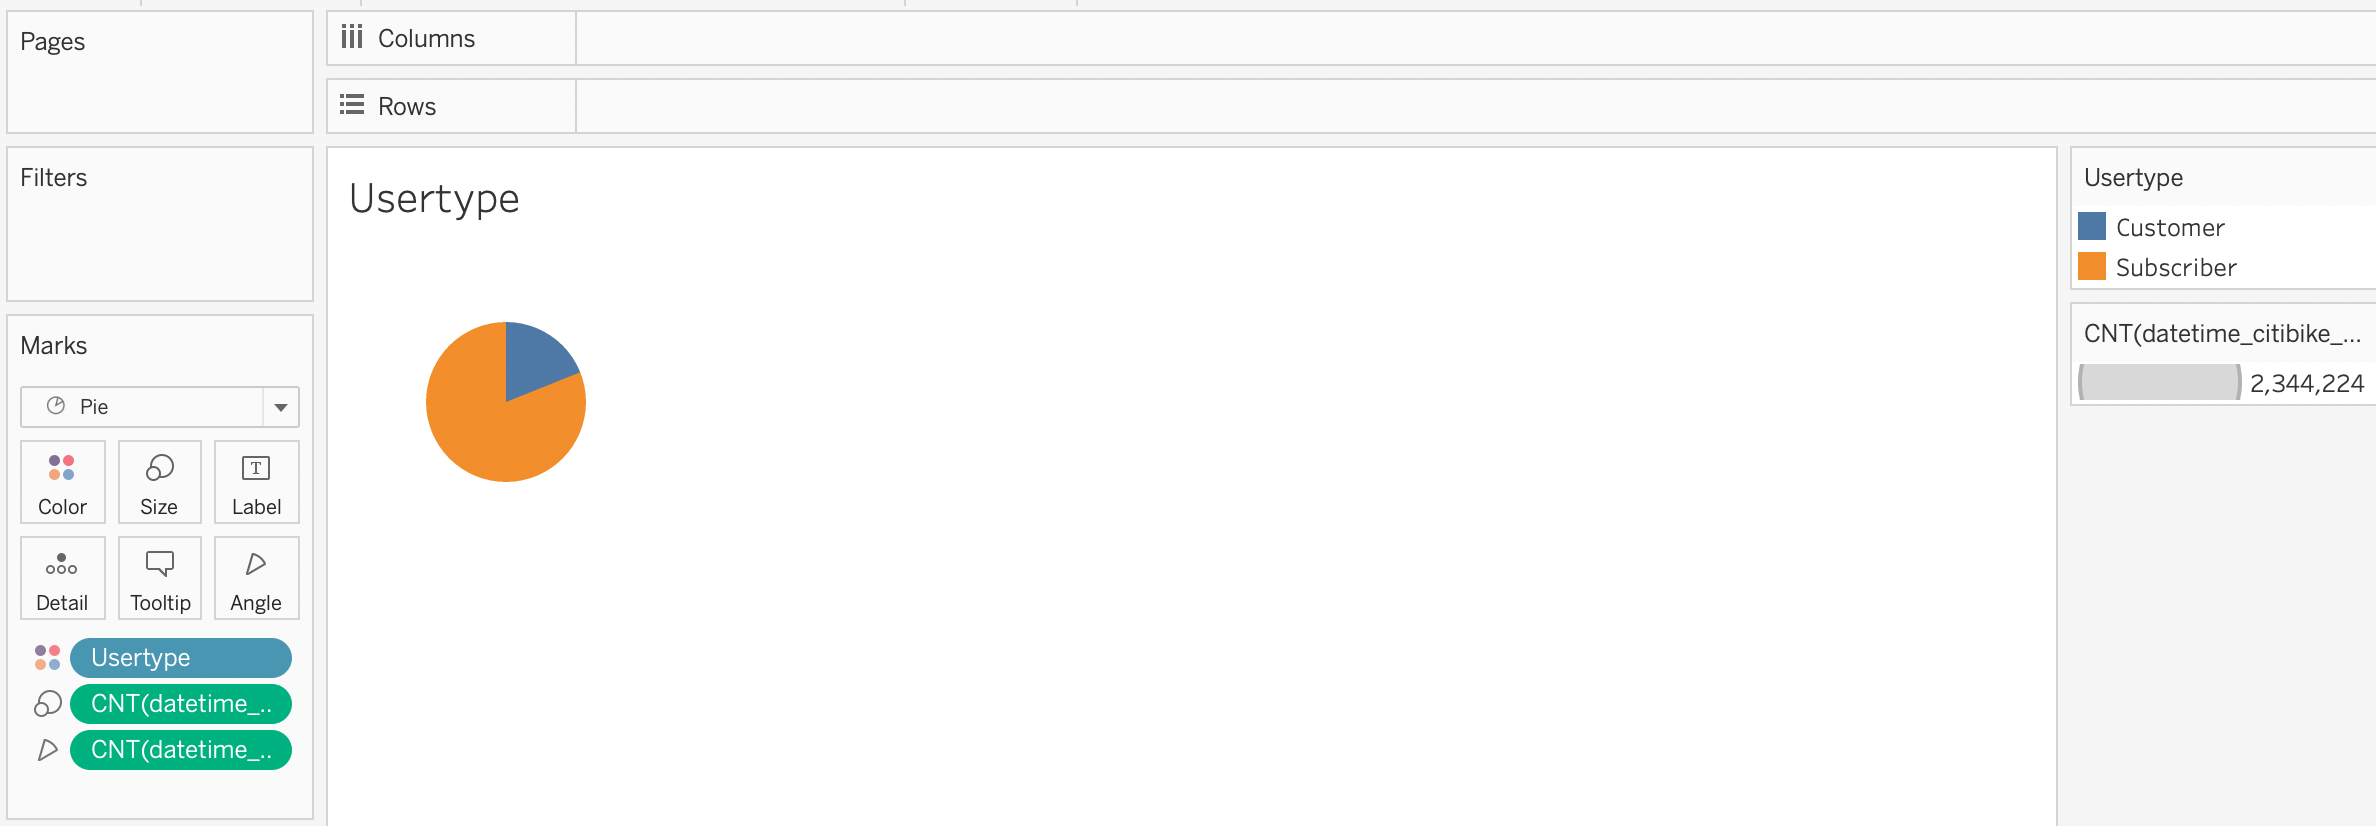 Pages
Columns
Rows
Filters
Marks
Pie
Color
Size
T
Label
Detail
Tooltip
Angle
Usertype
CNT(datetime_..
CNT(datetime_..
Usertype
Usertype
Customer
Subscriber
CNT(datetime_citibike_...
2,344,224